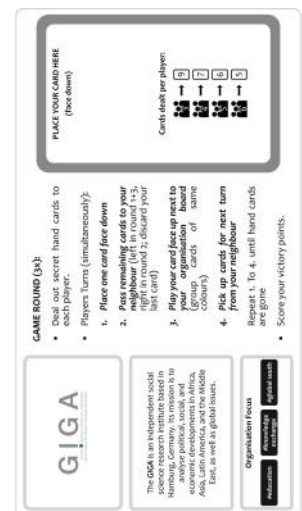 GIGA
The GIGA is an independent social
science research institute based in
Hamburg, Germany. Its mission is to
analyse political, social, and
economic developments in Africa,
Asia, Latin America, and the Middle
East, as well as global issues.
Organisation Focus
#education
#knowledge
exchange
#global south
GAME ROUND (3x):
• Deal out secret hand cards to
each player.
• Players Turns (simultaneously):
1. Place one card face down
2. Pass remaining cards to your
neighbour (left in round 1+3,
right in round 2; discard your
last card)
3. Play your card face up next to
your organisation board
(group cards of same
colours)
4. Pick up cards for next turn
from your neighbour
Repeat 1. To 4. until hand cards
are gone
• Score your victory points.
PLACE YOUR CARD HERE
(face down)
Cards dealt per player:
3 → 9
4 → 7
5 → 6
6 → 5